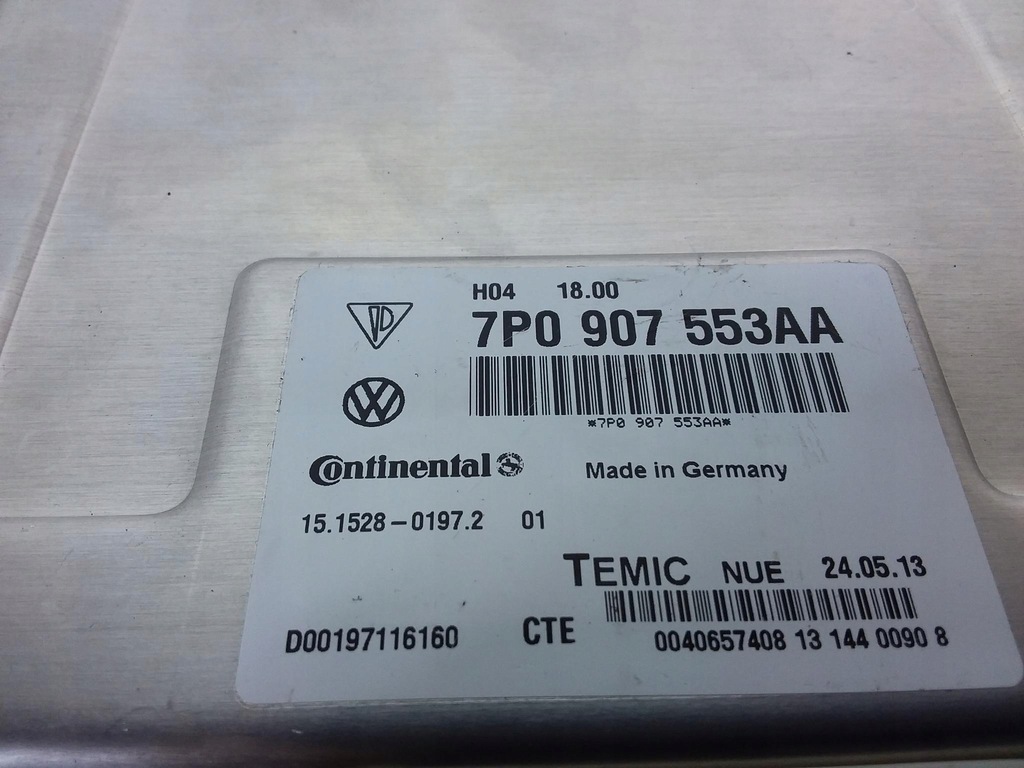 H04 18.00
7P0 907 553AA
*7P0 907 553AA*
Continental
Made in Germany
15.1528-0197.2 01
TEMIC NUE 24.05.13
D00197116160 CTE 0040657408 13 144 0090 8